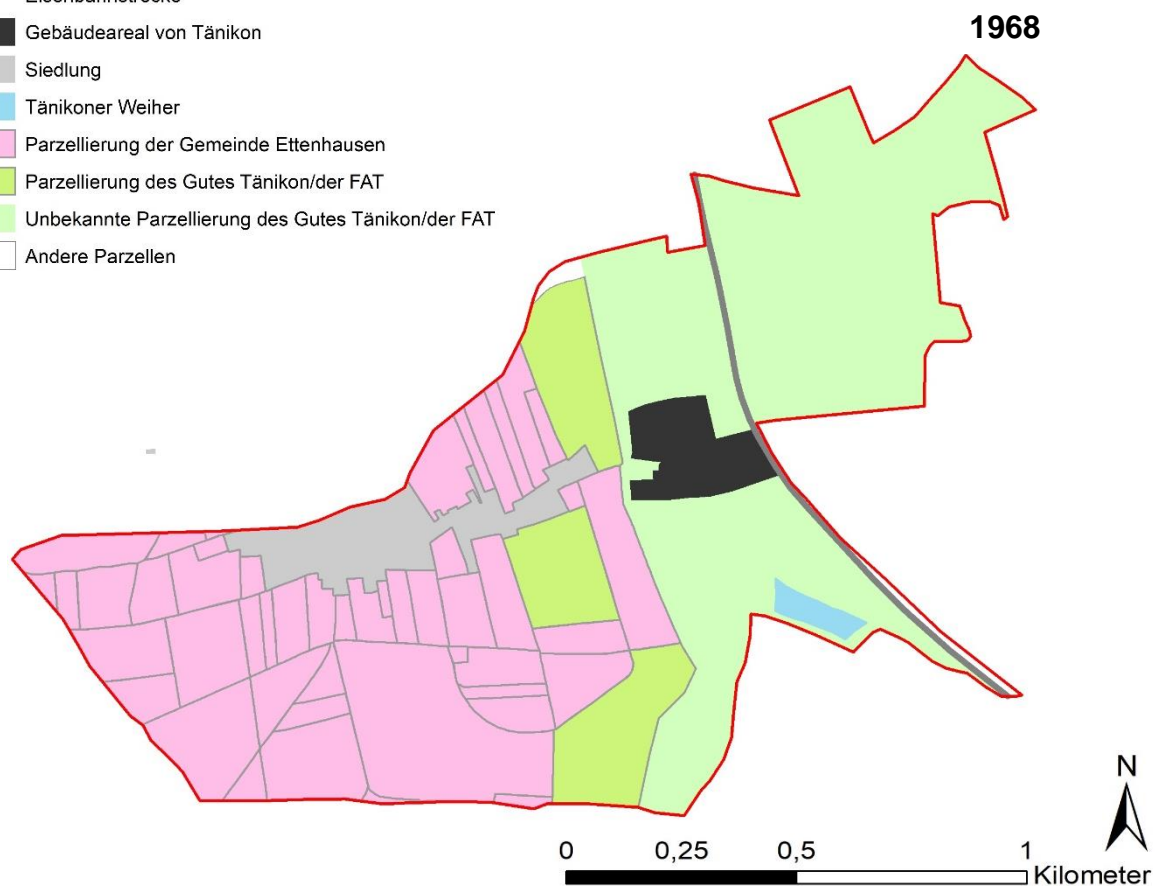 1968
Gebäudeareal von Tänikon
Siedlung
Tänikoner Weiher
Parzellierung der Gemeinde Ettenhausen
Parzellierung des Gutes Tänikon/der FAT
Unbekannte Parzellierung des Gutes Tänikon/der FAT
Andere Parzellen
N
0 0,25 0,5 1
Kilometer